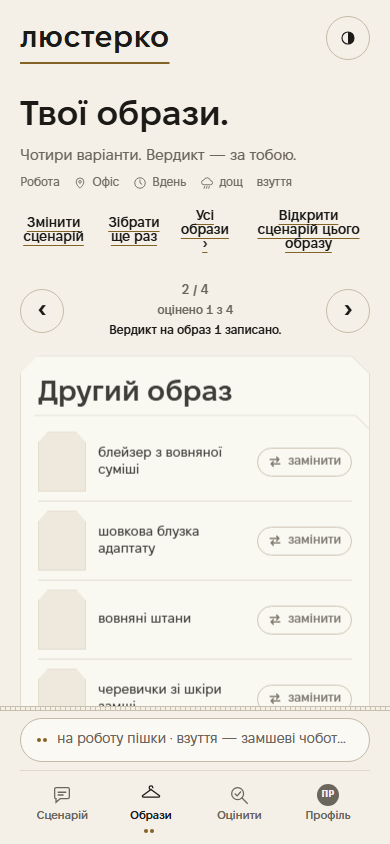 люстерко
Твої образи.
Чотири варіанти. Вердикт — за тобою.
Робота Офіс Вдень дощ взуття
Змінити
сценарій
Зібрати
ще раз
Усі
образи
›
Відкрити
сценарій цього
образу
2 / 4
оцінено 1 з 4
Вердикт на образ 1 записано.
Другий образ
блейзер з вовняної
суміші
замінити
шовкова блузка
адаптату
замінити
вовняні штани
замінити
черевички зі шкіри
замші
замінити
на роботу пішки · взуття — замшеві чобот...
Сценарій
Образи
Оцінити
ПР
Профіль